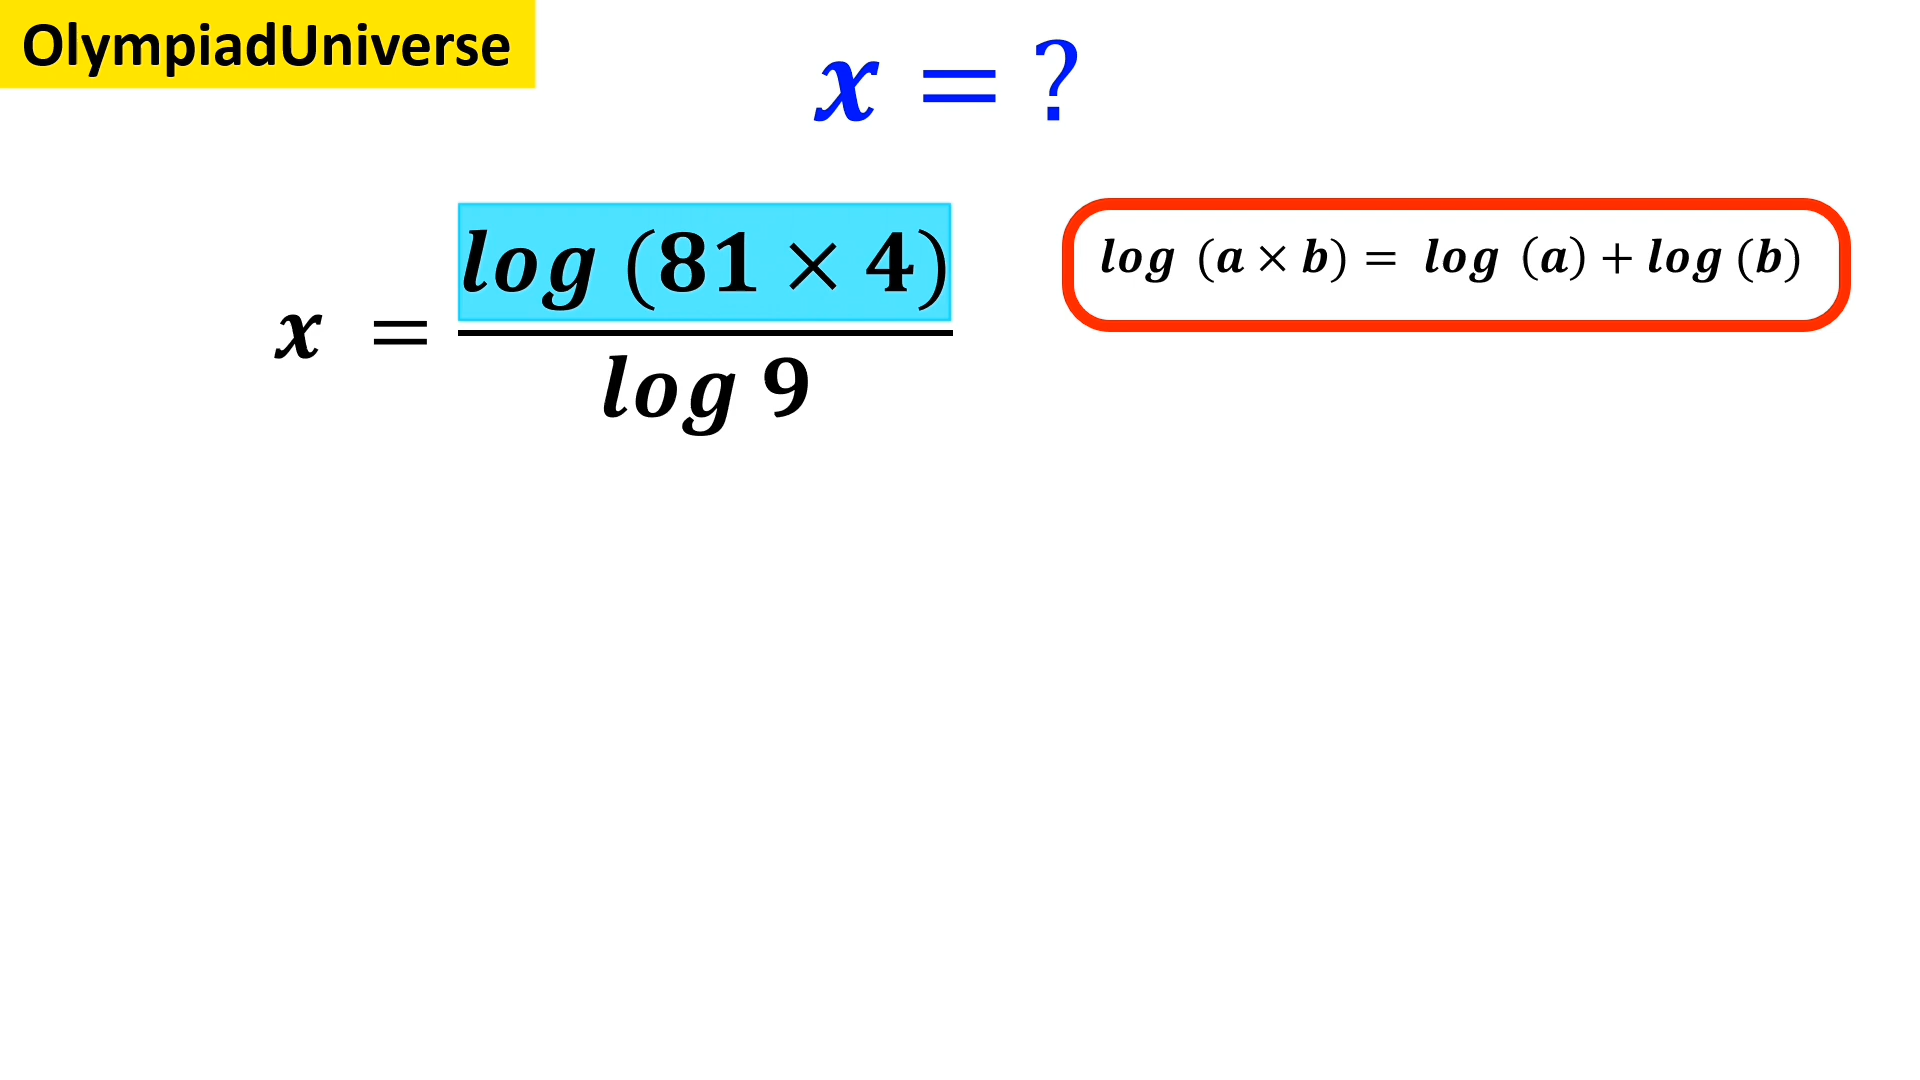 OlympiadUniverse
x = ?
x = log (81 × 4) / log 9
log (a × b) = log (a) + log (b)